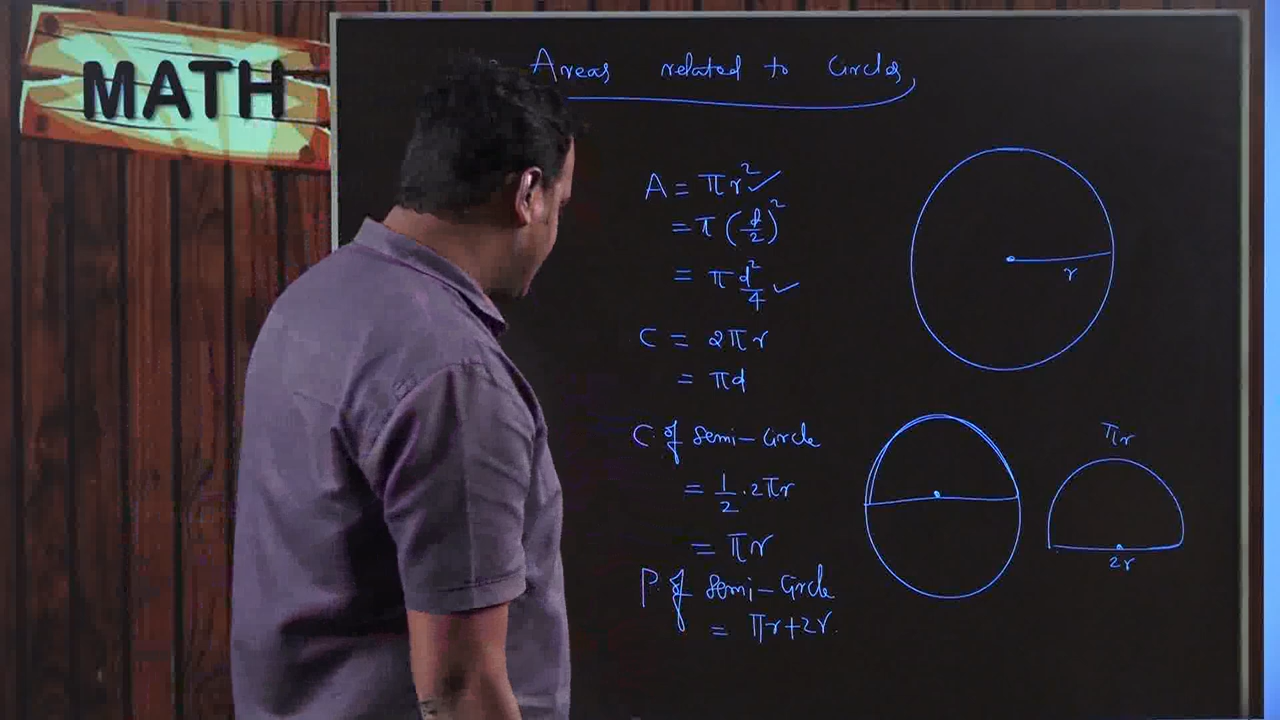 MATH
Areas related to Circles
A = πr² ✓
= π(d/2)²
= πd²/4 ✓
C = 2πr
= πd
C. of Semi-Circle
= 1/2 · 2πr
= πr
P. of Semi-Circle
= πr+2r.
r
πr
2r